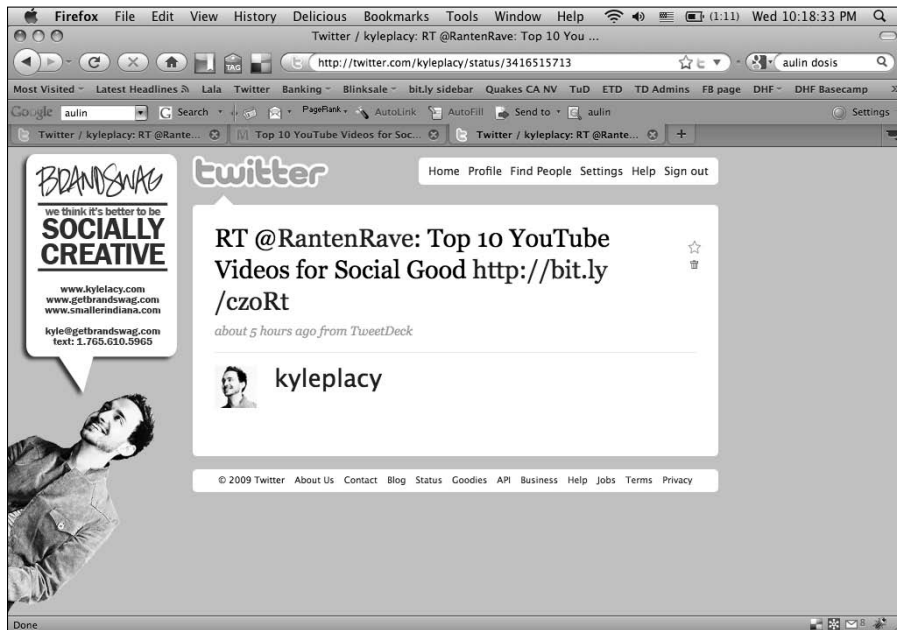 Firefox File Edit View History Delicious Bookmarks Tools Window Help (1:11) Wed 10:18:33 PM
Twitter / kyleplacy: RT @RantenRave: Top 10 You ...
TAG http://twitter.com/kyleplacy/status/3416515713 aulin dosis
Most Visited Latest Headlines Lala Twitter Banking Blinksale bit.ly sidebar Quakes CA NV TuD ETD TD Admins FB page DHF DHF Basecamp
Google aulin Search PageRank AutoLink AutoFill Send to aulin Settings
Twitter / kyleplacy: RT @Rante... Top 10 YouTube Videos for Soc... Twitter / kyleplacy: RT @Rante...
BRANDSWAG
we think it's better to be
SOCIALLY
CREATIVE
www.kylelacy.com
www.getbrandswag.com
www.smallerindiana.com
kyle@getbrandswag.com
text: 1.765.610.5965
twitter
Home Profile Find People Settings Help Sign out
RT @RantenRave: Top 10 YouTube
Videos for Social Good http://bit.ly
/czoRt
about 5 hours ago from TweetDeck
kyleplacy
© 2009 Twitter About Us Contact Blog Status Goodies API Business Help Jobs Terms Privacy
Done 8